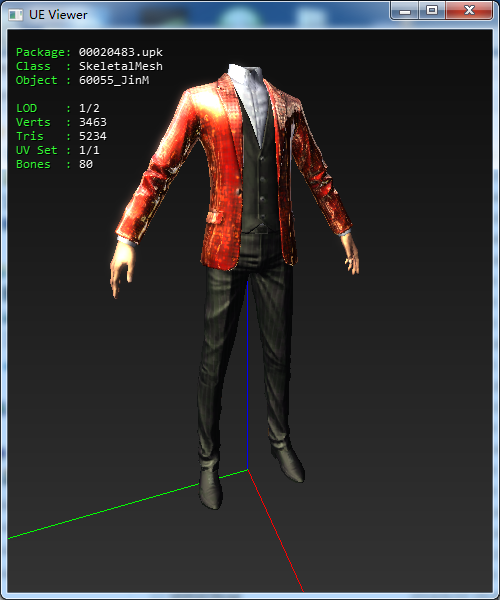 UE Viewer
Package: 00020483.upk
Class : SkeletalMesh
Object : 60055_JinM
LOD : 1/2
Verts : 3463
Tris : 5234
UV Set : 1/1
Bones : 80